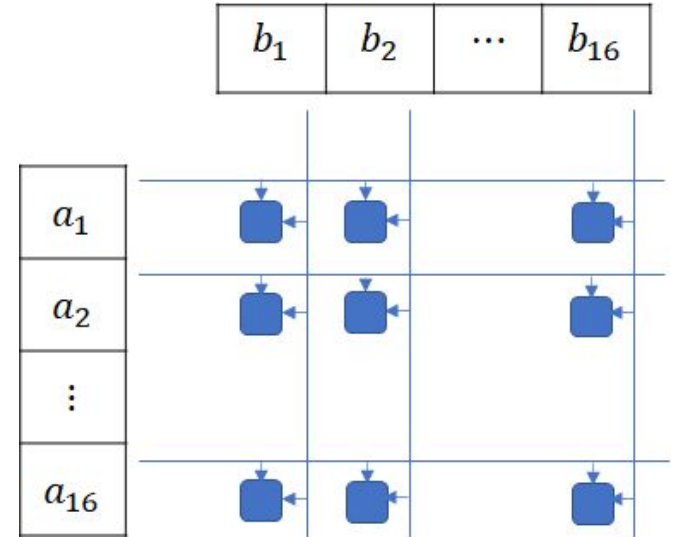 b₁ b₂ ⋯ b₁₆
a₁
a₂
⋮
a₁₆